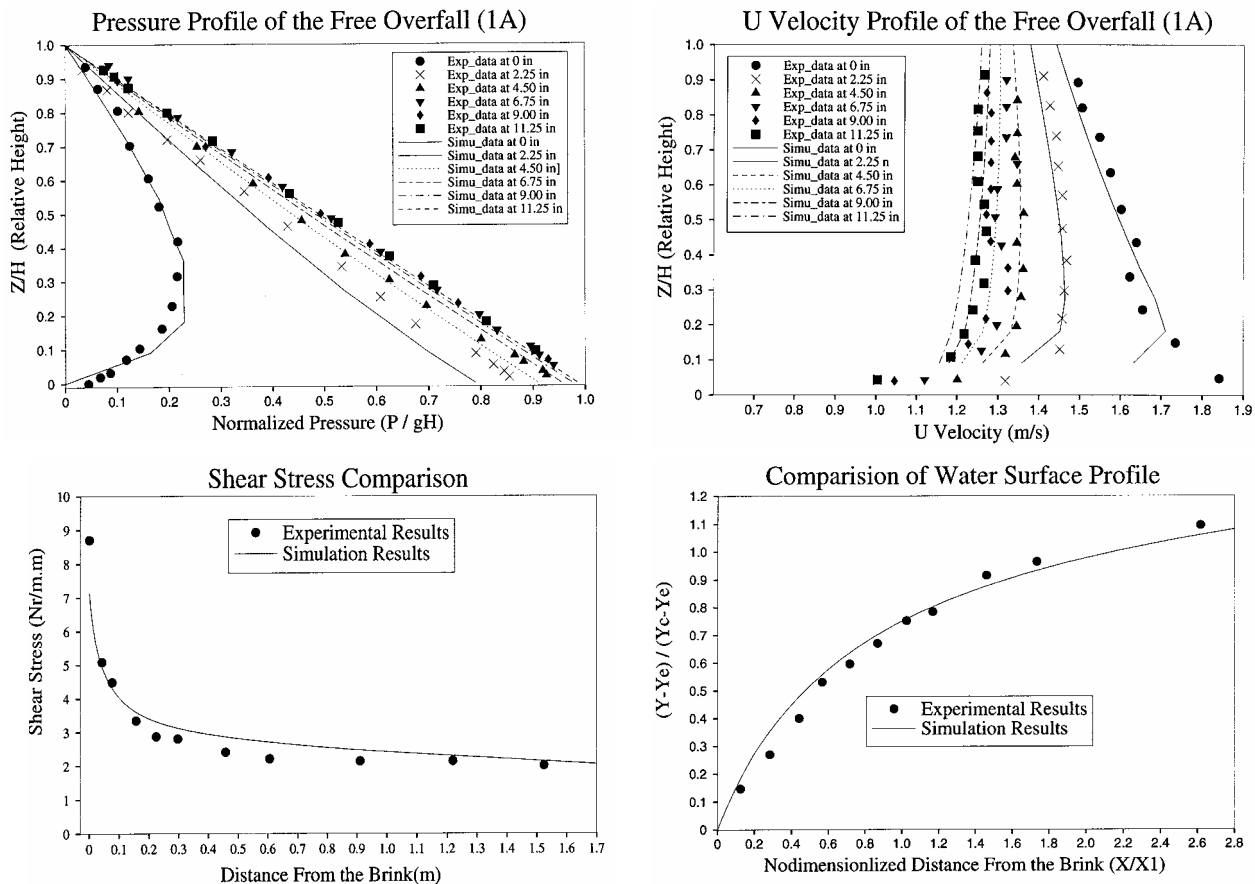 Pressure Profile of the Free Overfall (1A)
Z/H (Relative Height)
1.0
0.9
0.8
0.7
0.6
0.5
0.4
0.3
0.2
0.1
0
Exp_data at 0 in
Exp_data at 2.25 in
Exp_data at 4.50 in
Exp_data at 6.75 in
Exp_data at 9.00 in
Exp_data at 11.25 in
Simu_data at 0 in
Simu_data at 2.25 in
Simu_data at 4.50 in]
Simu_data at 6.75 in
Simu_data at 9.00 in
Simu_data at 11.25 in
0 0.1 0.2 0.3 0.4 0.5 0.6 0.7 0.8 0.9 1.0
Normalized Pressure (P / gH)
U Velocity Profile of the Free Overfall (1A)
Z/H (Relative Height)
1.0
0.9
0.8
0.7
0.6
0.5
0.4
0.3
0.2
0.1
0
Exp_data at 0 in
Exp_data at 2.25 in
Exp_data at 4.50 in
Exp_data at 6.75 in
Exp_data at 9.00 in
Exp_data at 11.25 in
Simu_data at 0 in
Simu_data at 2.25 n
Simu_data at 4.50 in
Simu_data at 6.75 in
Simu_data at 9.00 in
Simu_data at 11.25 in
0.7 0.8 0.9 1.0 1.1 1.2 1.3 1.4 1.5 1.6 1.7 1.8 1.9
U Velocity (m/s)
Shear Stress Comparison
Shear Stress (Nr/m.m)
10
9
8
7
6
5
4
3
2
1
0
Experimental Results
Simulation Results
0 0.1 0.2 0.3 0.4 0.5 0.6 0.7 0.8 0.9 1.0 1.1 1.2 1.3 1.4 1.5 1.6 1.7
Distance From the Brink(m)
Comparision of Water Surface Profile
(Y-Ye) / (Yc-Ye)
1.2
1.1
1.0
0.9
0.8
0.7
0.6
0.5
0.4
0.3
0.2
0.1
0
Experimental Results
Simulation Results
0 0.2 0.4 0.6 0.8 1.0 1.2 1.4 1.6 1.8 2.0 2.2 2.4 2.6 2.8
Nodimensionlized Distance From the Brink (X/X1)